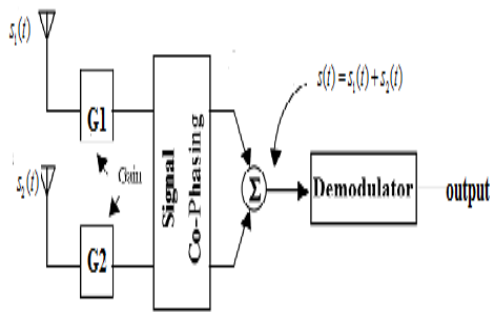 s₁(t)
G1
s(t) = s₁(t) + s₂(t)
Signal
Co-Phasing
Gain
s₂(t)
Σ
Demodulator
output
G2